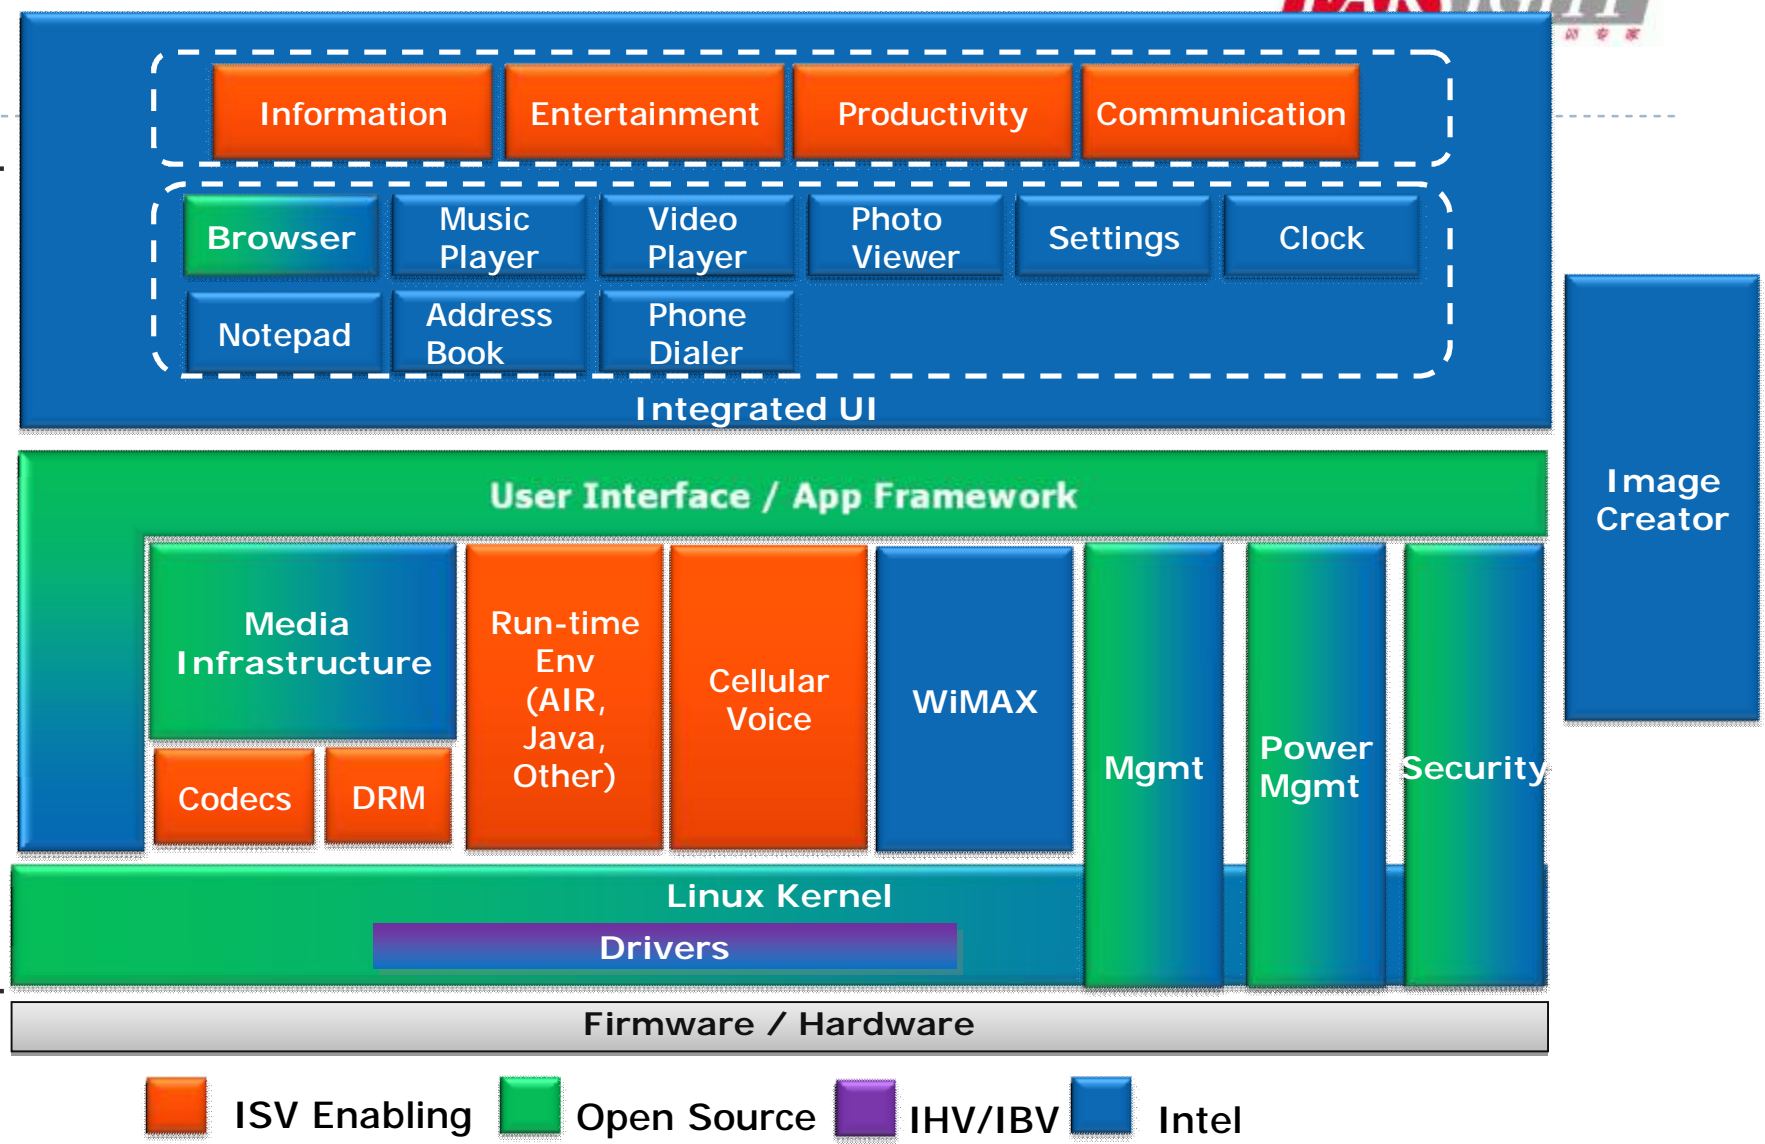 Information
Entertainment
Productivity
Communication
Browser
Music
Player
Video
Player
Photo
Viewer
Settings
Clock
Notepad
Address
Book
Phone
Dialer
Integrated UI
Image
Creator
User Interface / App Framework
Media
Infrastructure
Codecs
DRM
Run-time
Env
(AIR,
Java,
Other)
Cellular
Voice
WiMAX
Mgmt
Power
Mgmt
Security
Linux Kernel
Drivers
Firmware / Hardware
ISV Enabling
Open Source
IHV/IBV
Intel